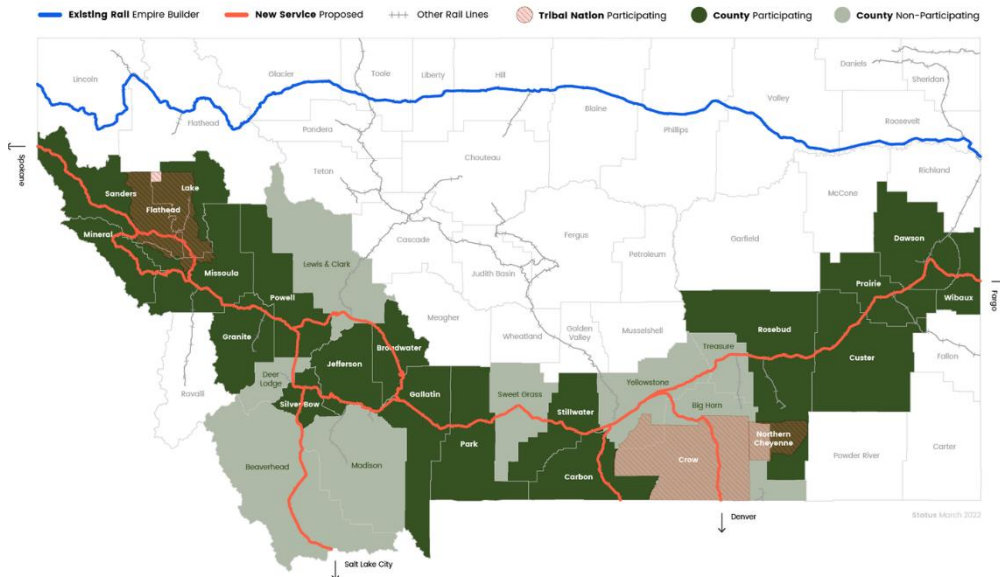 Existing Rail Empire Builder
New Service Proposed
Other Rail Lines
Tribal Nation Participating
County Participating
County Non-Participating
Lincoln
Flathead
Glacier
Toole
Liberty
Hill
Blaine
Phillips
Valley
Daniels
Sheridan
Roosevelt
Richland
Pondera
Teton
Chouteau
Cascade
Judith Basin
Fergus
Petroleum
Garfield
McCone
Spokane
Sanders
Lake
Flathead
Mineral
Missoula
Powell
Lewis & Clark
Granite
Ravalli
Deer
Lodge
Silver Bow
Jefferson
Broadwater
Meagher
Wheatland
Golden
Valley
Musselshell
Gallatin
Park
Sweet Grass
Stillwater
Carbon
Yellowstone
Treasure
Big Horn
Crow
Northern
Cheyenne
Rosebud
Custer
Prairie
Dawson
Wibaux
Fargo
Fallon
Powder River
Carter
Beaverhead
Madison
Status March 2022
Denver
Salt Lake City